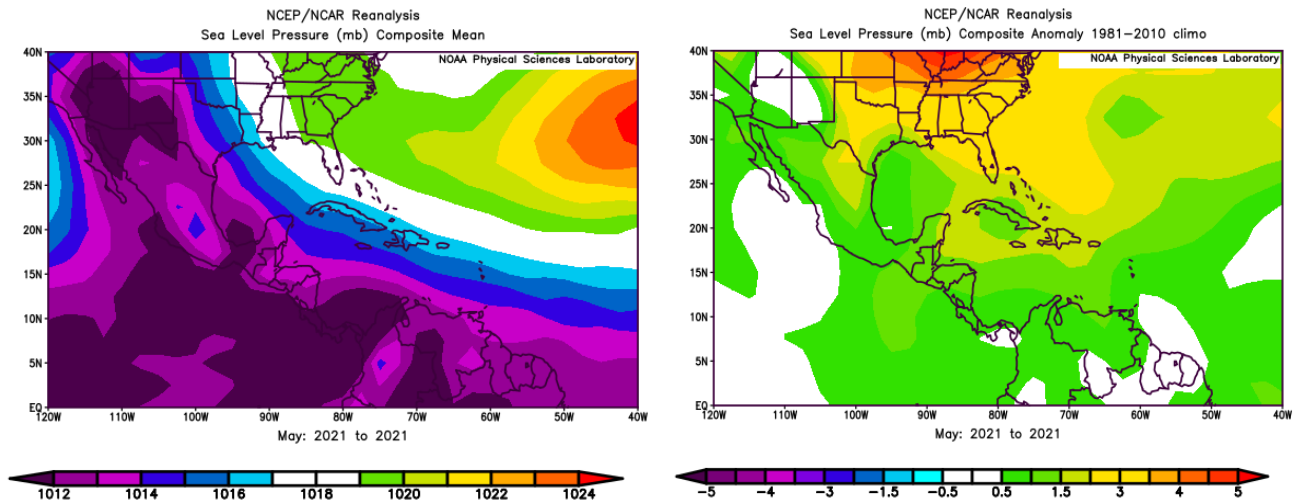 NCEP/NCAR Reanalysis
Sea Level Pressure (mb) Composite Mean
NOAA Physical Sciences Laboratory
40N
35N
30N
25N
20N
15N
10N
5N
EQ
120W 110W 100W 90W 80W 70W 60W 50W 40W
May: 2021 to 2021
1012 1014 1016 1018 1020 1022 1024
NCEP/NCAR Reanalysis
Sea Level Pressure (mb) Composite Anomaly 1981-2010 climo
NOAA Physical Sciences Laboratory
40N
35N
30N
25N
20N
15N
10N
5N
EQ
120W 110W 100W 90W 80W 70W 60W 50W 40W
May: 2021 to 2021
-5 -4 -3 -1.5 -0.5 0.5 1.5 2 3 4 5